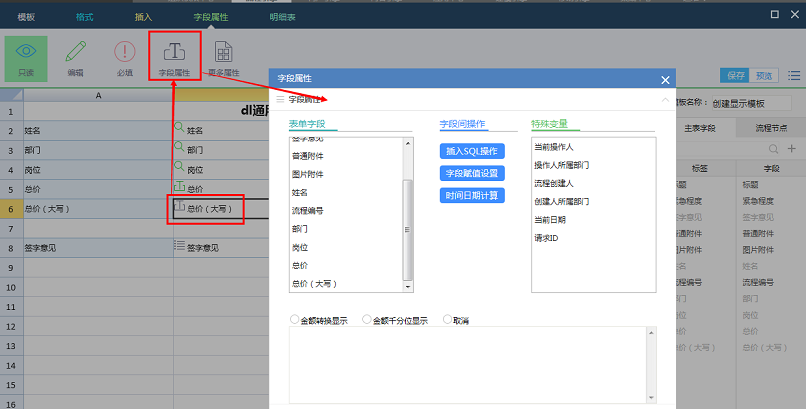 模板 格式 插入 字段属性 明细表
只读 编辑 必填 字段属性 更多属性
保存 预览
字段属性
字段属性
模板名称： 创建显示模板
A
1
2 姓名 姓名
3 部门 部门
4 岗位 岗位
5 总价 总价
6 总价（大写） 总价（大写）
7
8 签字意见 签字意见
9
10
11
12
13
14
15
16
表单字段
签字意见
普通附件
图片附件
姓名
流程编号
部门
岗位
总价
总价（大写）
字段间操作
插入SQL操作
字段赋值设置
时间日期计算
特殊变量
当前操作人
操作人所属部门
流程创建人
创建人所属部门
当前日期
请求ID
金额转换显示 金额千分位显示 取消
主表字段 流程节点
标签 字段
标题 标题
紧急程度 紧急程度
签字意见 签字意见
普通附件 普通附件
图片附件 图片附件
姓名 姓名
流程编号 流程编号
部门 部门
岗位 岗位
总价 总价
总价（大写） 总价（大写）